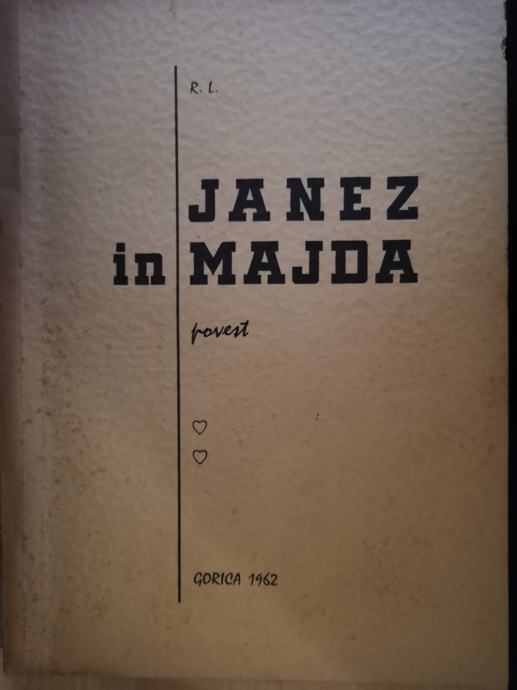 R. L.
JANEZ
in MAJDA
povest
GORICA 1962